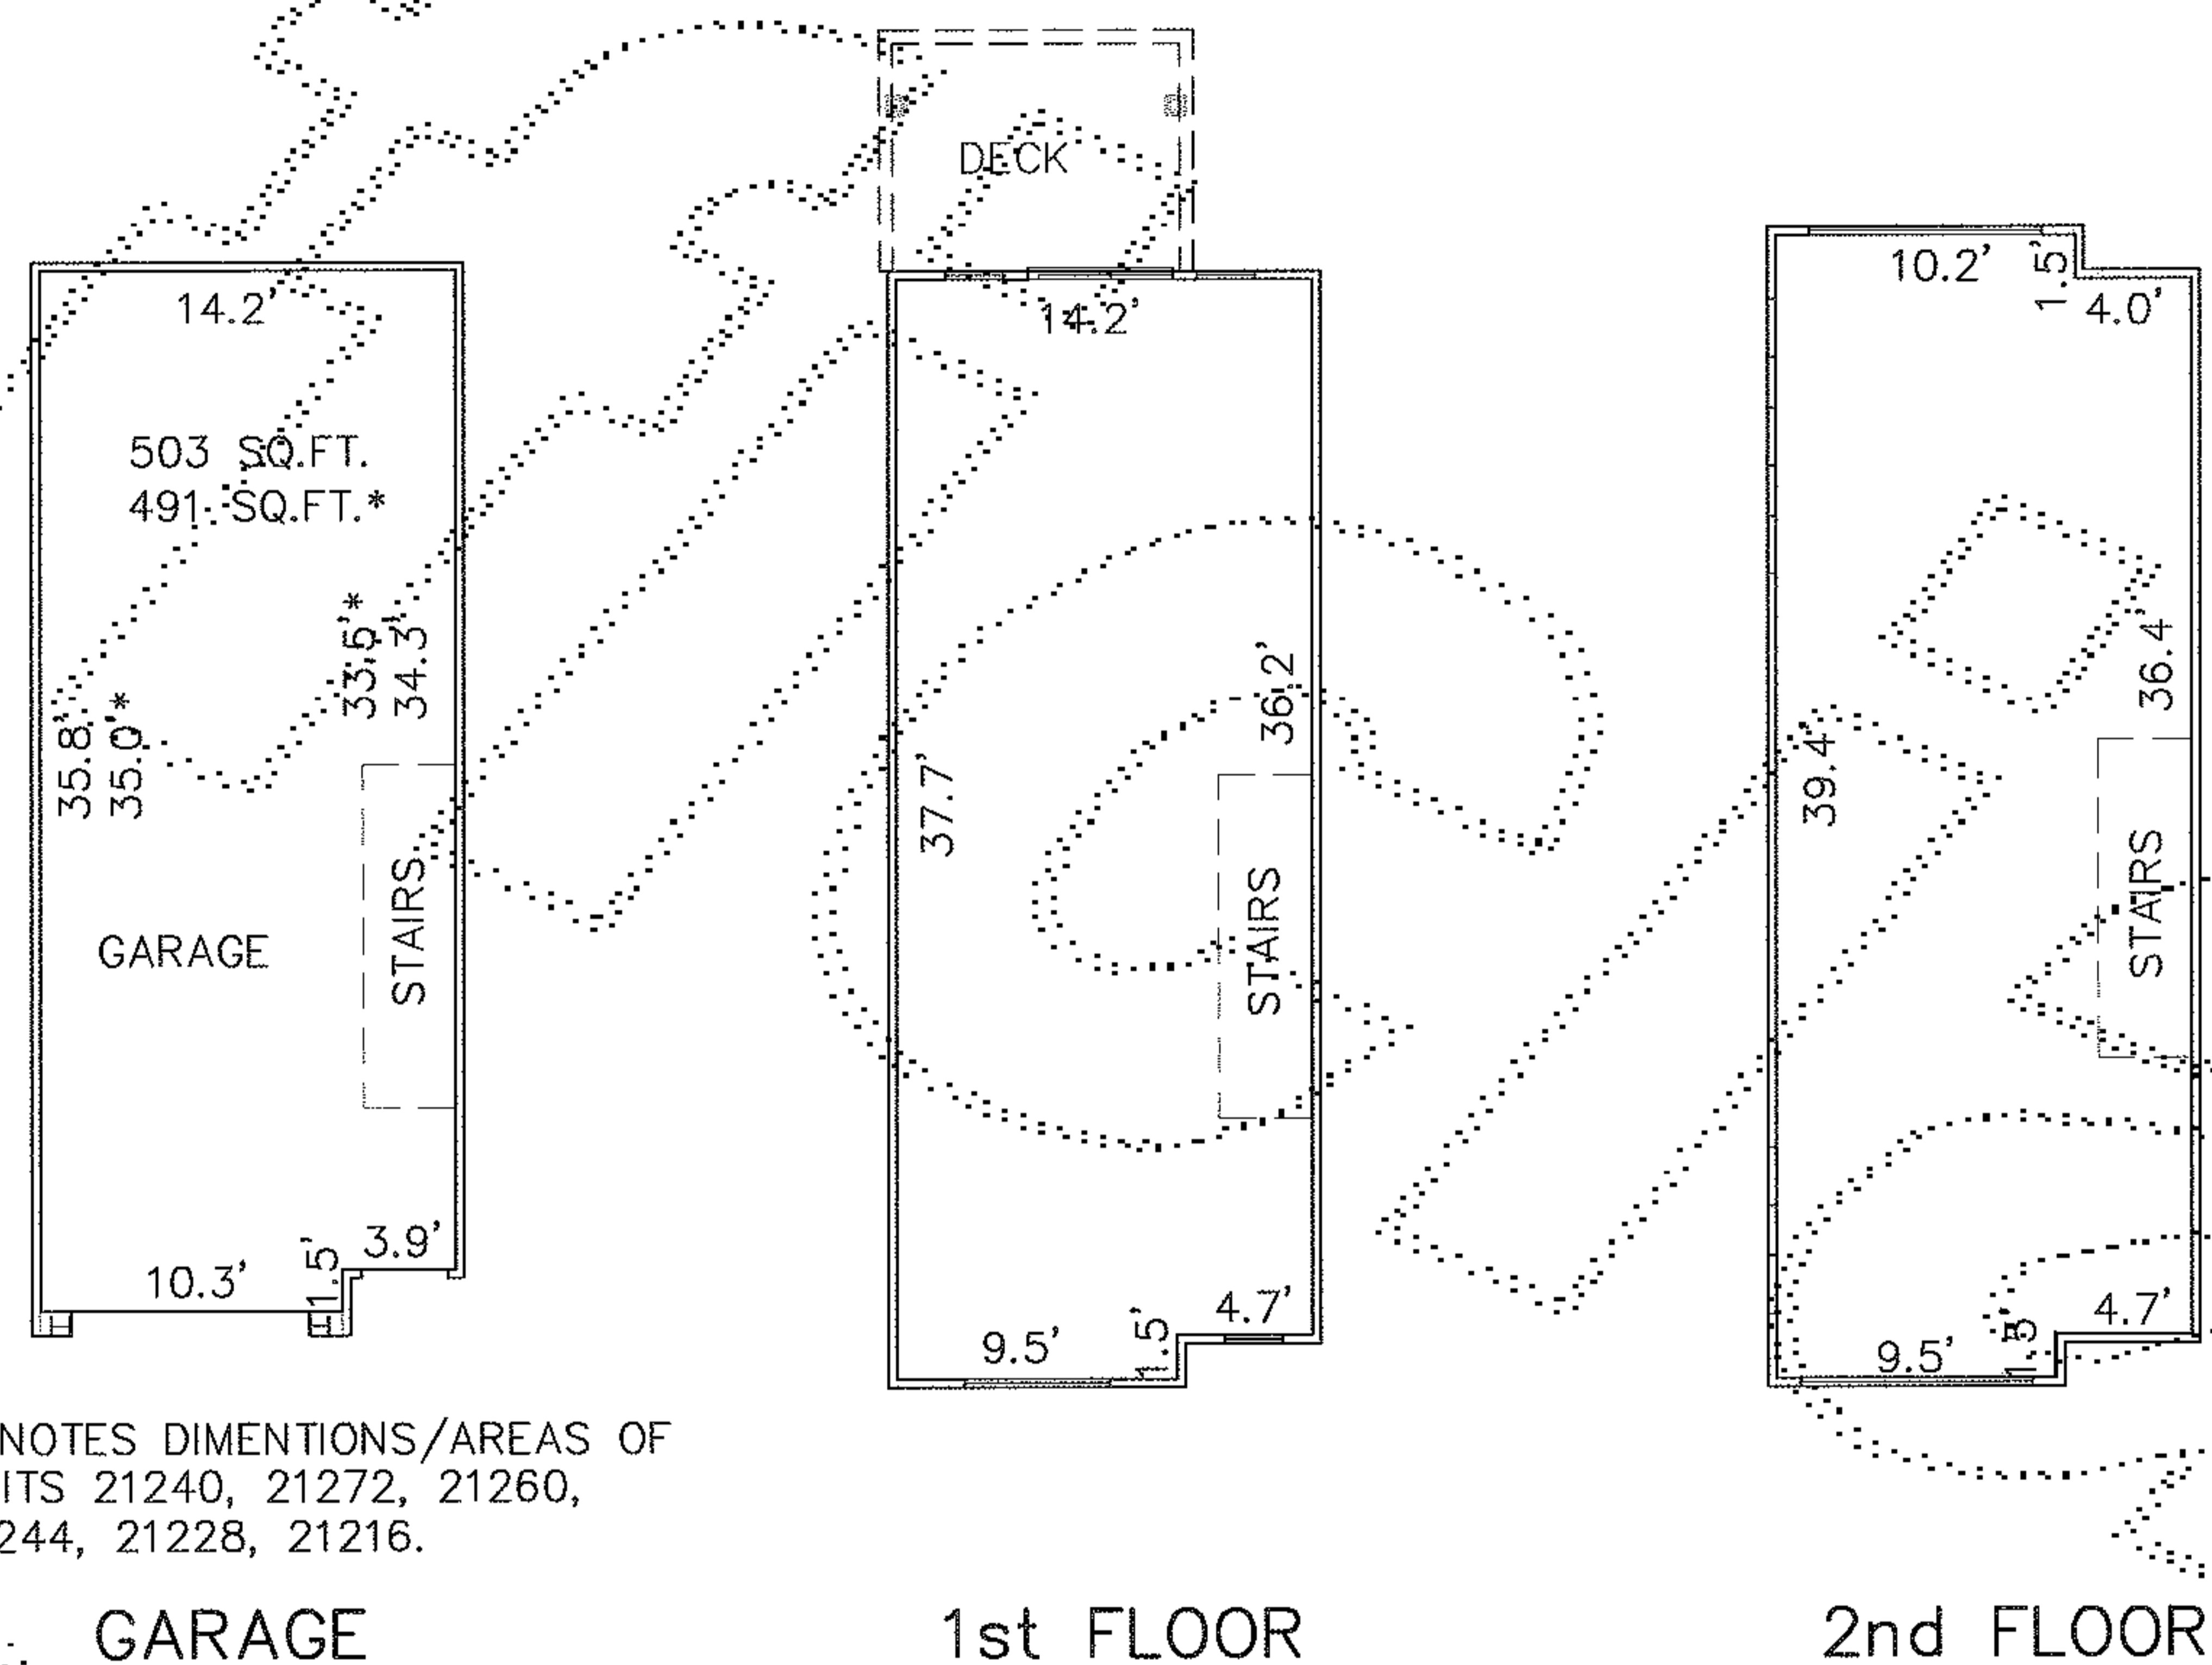 DECK
14.2'
503 SQ.FT.
491 SQ.FT.*
33.5'*
34.3'
35.8'
35.0'*
STAIRS
GARAGE
3.9'
1.5'
10.3'
14.2'
36.2'
37.7'
STAIRS
4.7'
1.5'
9.5'
10.2'
1.5'
4.0'
36.4'
39.4'
STAIRS
4.7'
9.5'
NOTES DIMENTIONS/AREAS OF
ITS 21240, 21272, 21260,
244, 21228, 21216.
GARAGE
1st FLOOR
2nd FLOOR